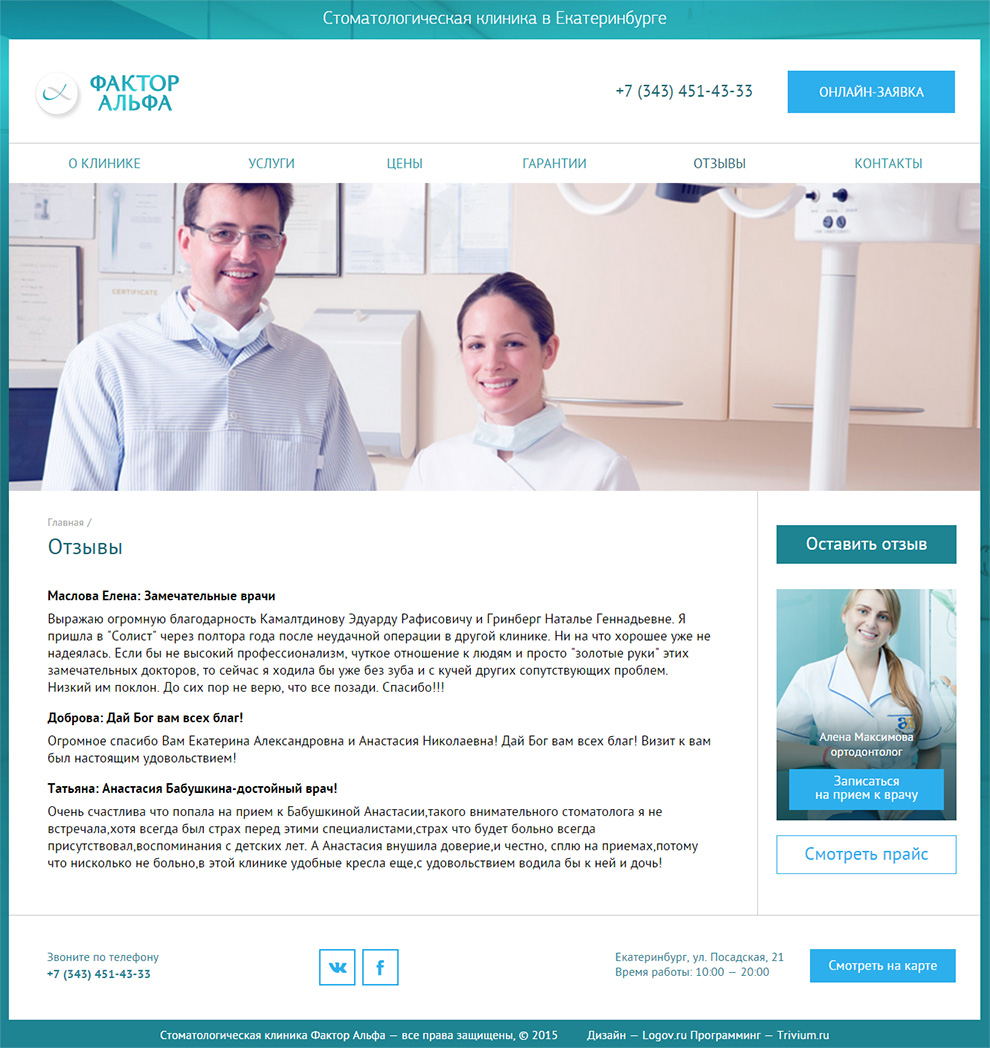 Стоматологическая клиника в Екатеринбурге
ФАКТОР
АЛЬФА
+7 (343) 451-43-33
ОНЛАЙН-ЗАЯВКА
О КЛИНИКЕ УСЛУГИ ЦЕНЫ ГАРАНТИИ ОТЗЫВЫ КОНТАКТЫ
CERTIFICATE
Главная /
Отзывы
Маслова Елена: Замечательные врачи
Выражаю огромную благодарность Камалтдинову Эдуарду Рафисовичу и Гринберг Наталье Геннадьевне. Я
пришла в "Солист" через полтора года после неудачной операции в другой клинике. Ни на что хорошее уже не
надеялась. Если бы не высокий профессионализм, чуткое отношение к людям и просто "золотые руки" этих
замечательных докторов, то сейчас я ходила бы уже без зуба и с кучей других сопутствующих проблем.
Низкий им поклон. До сих пор не верю, что все позади. Спасибо!!!
Доброва: Дай Бог вам всех благ!
Огромное спасибо Вам Екатерина Александровна и Анастасия Николаевна! Дай Бог вам всех благ! Визит к вам
был настоящим удовольствием!
Татьяна: Анастасия Бабушкина-достойный врач!
Очень счастлива что попала на прием к Бабушкиной Анастасии,такого внимательного стоматолога я не
встречала,хотя всегда был страх перед этими специалистами,страх что будет больно всегда
присутствовал,воспоминания с детских лет. А Анастасия внушила доверие,и честно, сплю на приемах,потому
что нисколько не больно,в этой клинике удобные кресла еще,с удовольствием водила бы к ней и дочь!
Оставить отзыв
Алена Максимова
ортодонтолог
Записаться
на прием к врачу
Смотреть прайс
Звоните по телефону
+7 (343) 451-43-33
Екатеринбург, ул. Посадская, 21
Время работы: 10:00 — 20:00
Смотреть на карте
Стоматологическая клиника Фактор Альфа — все права защищены, © 2015 Дизайн — Logov.ru Программинг — Trivium.ru